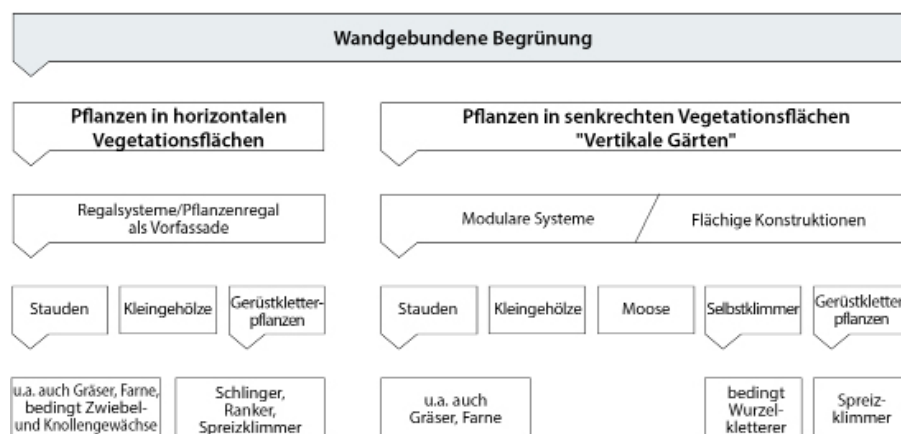 Wandgebundene Begrünung
Pflanzen in horizontalen
Vegetationsflächen
Pflanzen in senkrechten Vegetationsflächen
"Vertikale Gärten"
Regalsysteme/Pflanzenregal
als Vorfassade
Modulare Systeme
Flächige Konstruktionen
Stauden
Kleingehölze
Gerüstkletter-
pflanzen
Stauden
Kleingehölze
Moose
Selbstklimmer
Gerüstkletter-
pflanzen
u.a. auch Gräser, Farne,
bedingt Zwiebel-
und Knollengewächse
Schlinger,
Ranker,
Spreizklimmer
u.a. auch
Gräser, Farne
bedingt
Wurzel-
kletterer
Spreiz-
klimmer